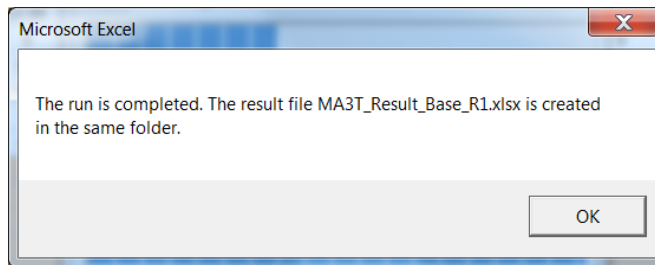 Microsoft Excel
The run is completed. The result file MA3T_Result_Base_R1.xlsx is created
in the same folder.
OK